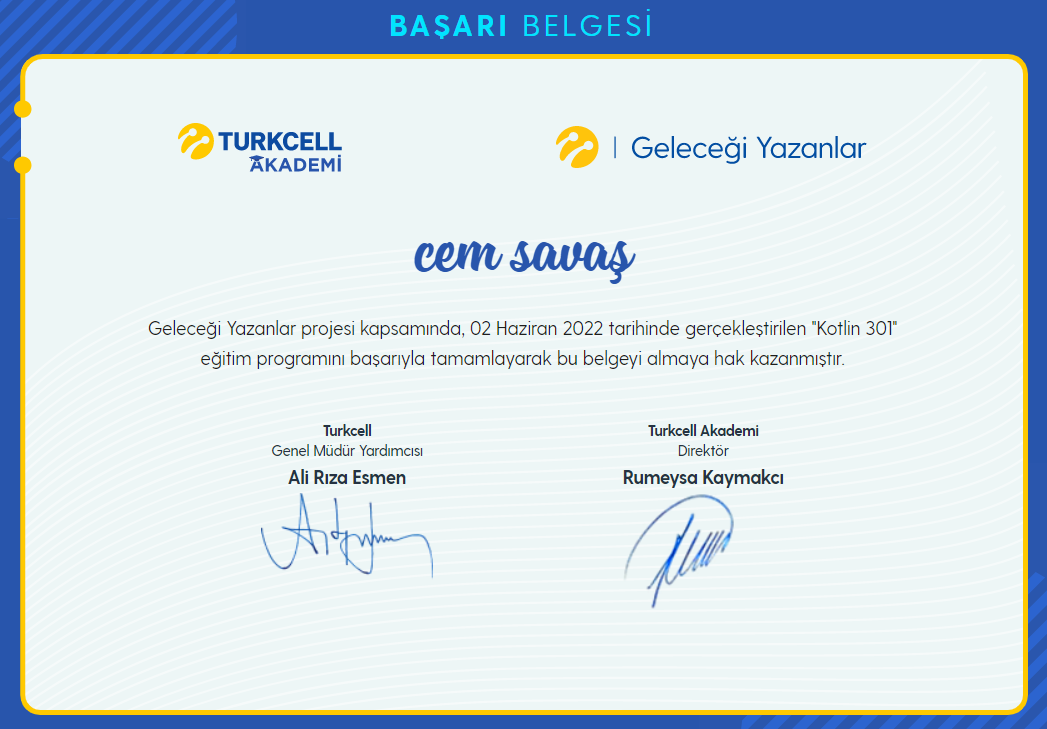 BAŞARI BELGESİ
TURKCELL
AKADEMİ
Geleceği Yazanlar
cem savaş
Geleceği Yazanlar projesi kapsamında, 02 Haziran 2022 tarihinde gerçekleştirilen "Kotlin 301"
eğitim programını başarıyla tamamlayarak bu belgeyi almaya hak kazanmıştır.
Turkcell
Genel Müdür Yardımcısı
Ali Rıza Esmen
Turkcell Akademi
Direktör
Rumeysa Kaymakcı